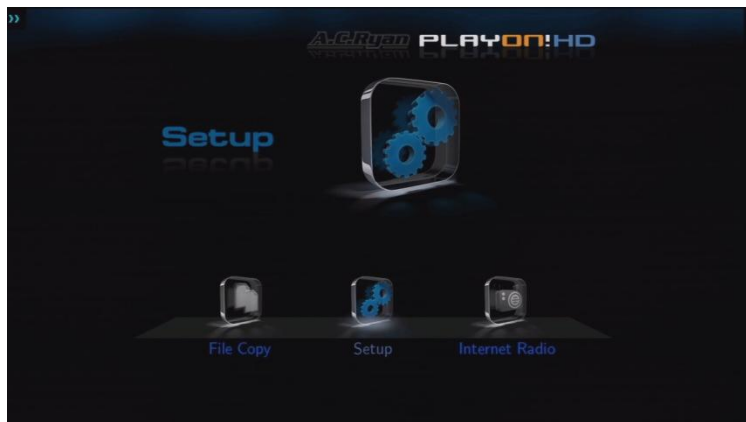 A.C.Ryan PLAYON!HD
Setup
File Copy
Setup
Internet Radio